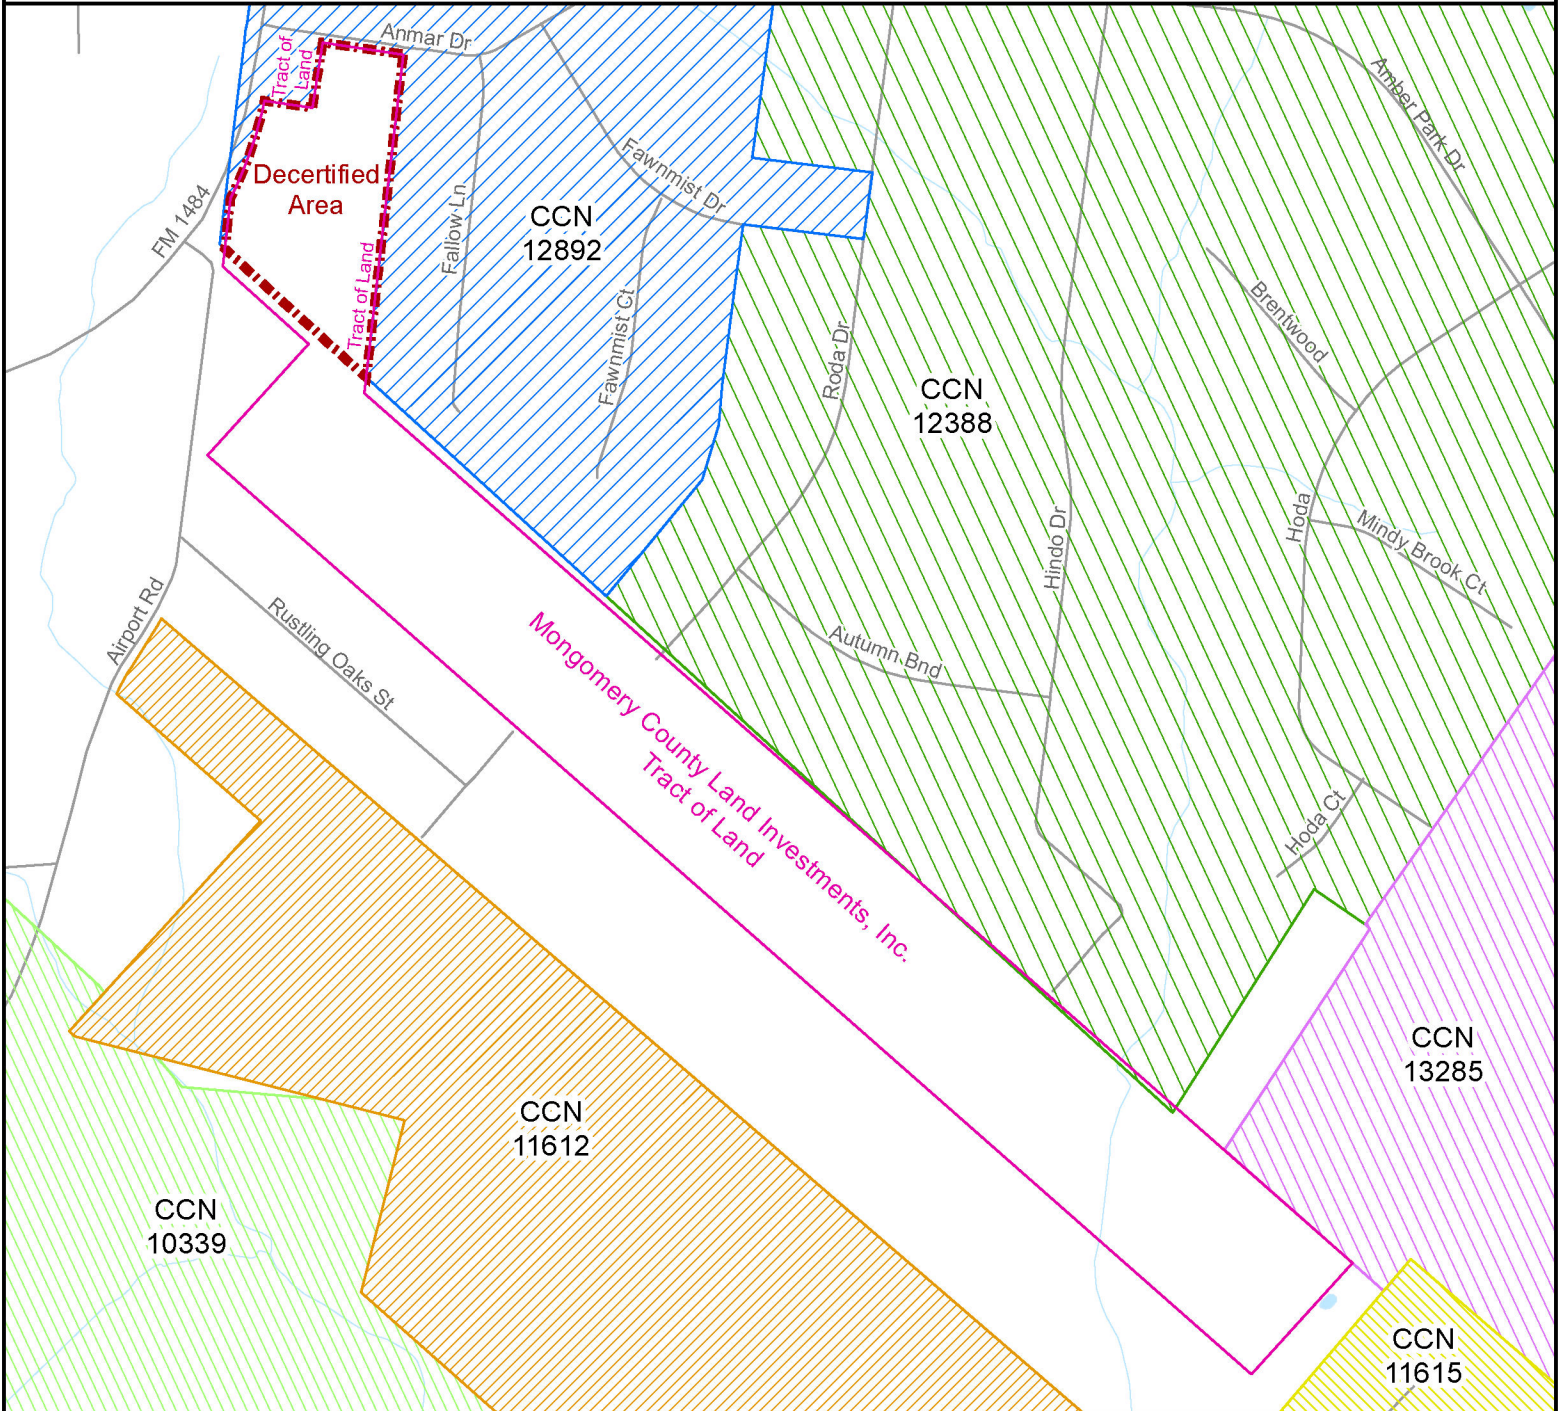 Anmar Dr
Tract of
Land
Amber Park Dr
Decertified
Area
Fawnmist Dr
FM 1484
Fallow Ln
CCN
12892
Tract of Land
Fawnmist Ct
Brentwood
Roda Dr
CCN
12388
Hoda
Hindo Dr
Mindy Brook Ct
Airport Rd
Rustling Oaks St
Autumn Bnd
Mongomery County Land Investments, Inc.
Tract of Land
Hoda Ct
CCN
13285
CCN
11612
CCN
10339
CCN
11615